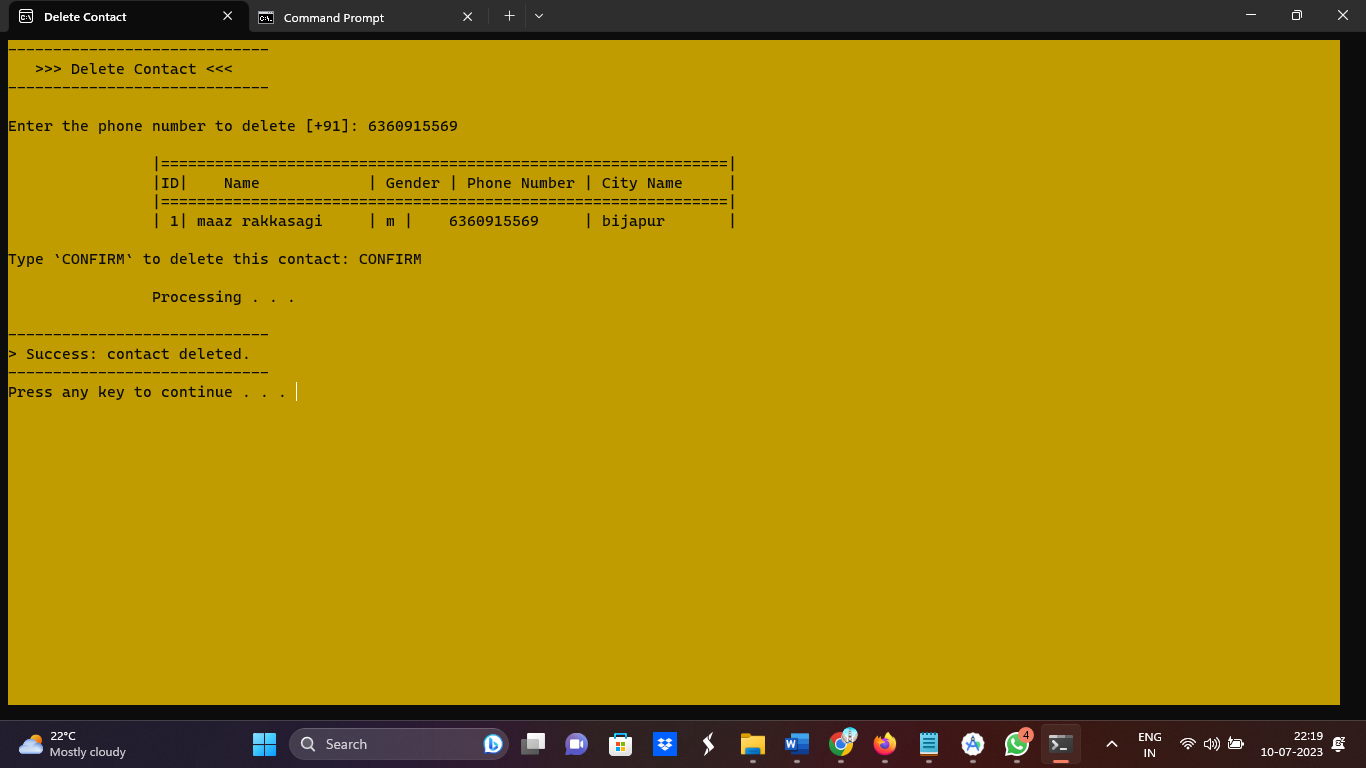 Delete Contact
Command Prompt
------------------------------
>>> Delete Contact <<<
------------------------------
Enter the phone number to delete [+91]: 6360915569
|===============================================================|
|ID|    Name            | Gender | Phone Number | City Name     |
|===============================================================|
| 1| maaz rakkasagi     | m |    6360915569     | bijapur       |
Type `CONFIRM` to delete this contact: CONFIRM
Processing . . .
------------------------------
> Success: contact deleted.
------------------------------
Press any key to continue . . .
22°C
Mostly cloudy
Search
4
ENG
IN
22:19
10-07-2023